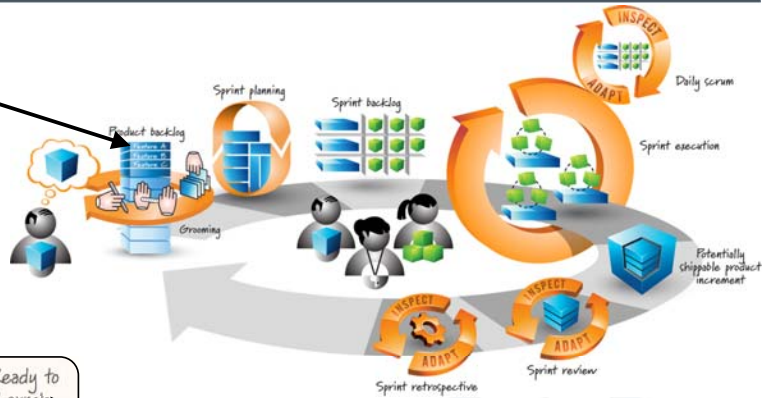 INSPECT
ADAPT
Daily scrum
Sprint planning
Sprint backlog
Product backlog
Feature A
Feature B
Feature C
Sprint execution
Grooming
Potentially
shippable product
increment
INSPECT
ADAPT
INSPECT
ADAPT
Sprint review
Sprint retrospective
eady to